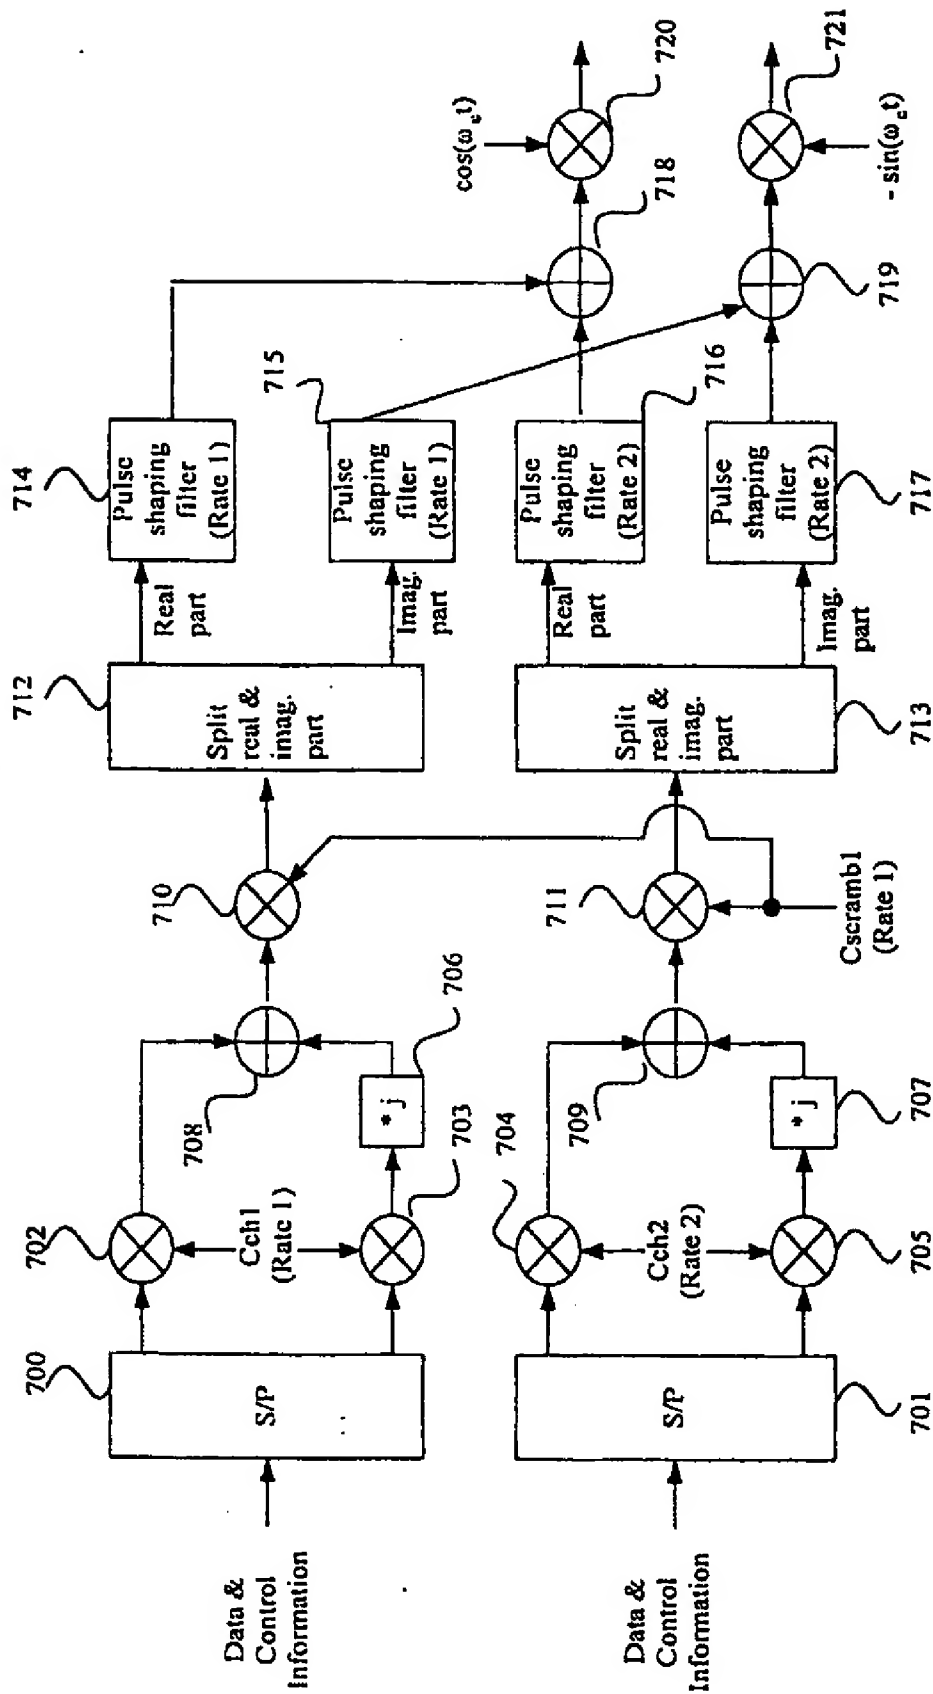 Data &
Control
Information
Data &
Control
Information
700
S/P
S/P
701
702
Cch1
(Rate 1)
703
704
Cch2
(Rate 2)
705
708
706
* j
709
707
* j
710
711
Cscramb1
(Rate 1)
712
Split
real &
imag.
part
Split
real &
imag.
part
713
Real
part
Imag.
part
Real
part
Imag.
part
714
Pulse
shaping
filter
(Rate 1)
715
Pulse
shaping
filter
(Rate 1)
Pulse
shaping
filter
(Rate 2)
716
Pulse
shaping
filter
(Rate 2)
717
718
719
cos(ωct)
720
- sin(ωct)
721